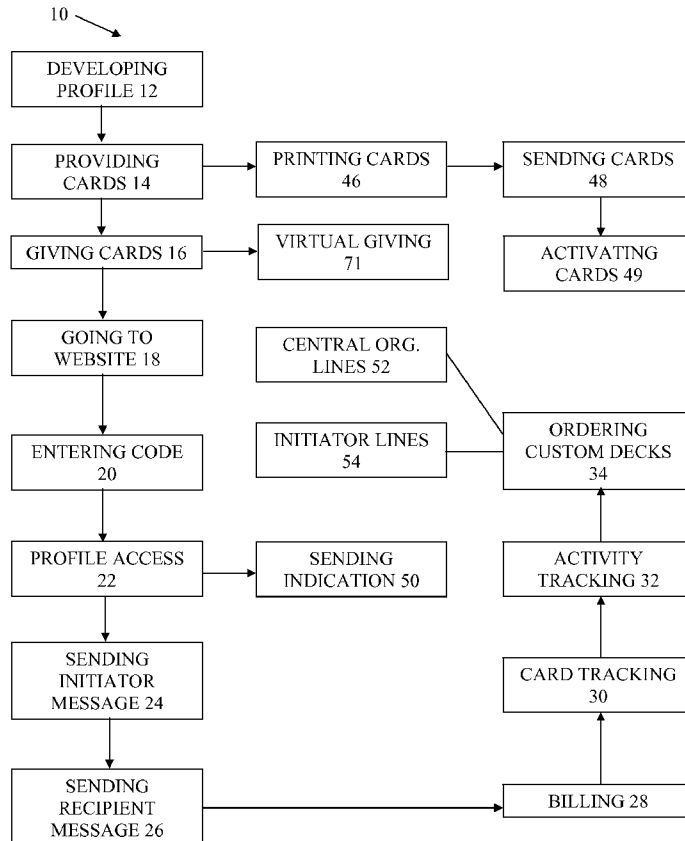 10
DEVELOPING
PROFILE 12
PROVIDING
CARDS 14
PRINTING CARDS
46
SENDING CARDS
48
GIVING CARDS 16
VIRTUAL GIVING
71
ACTIVATING
CARDS 49
GOING TO
WEBSITE 18
CENTRAL ORG.
LINES 52
ENTERING CODE
20
INITIATOR LINES
54
ORDERING
CUSTOM DECKS
34
PROFILE ACCESS
22
SENDING
INDICATION 50
ACTIVITY
TRACKING 32
SENDING
INITIATOR
MESSAGE 24
CARD TRACKING
30
SENDING
RECIPIENT
MESSAGE 26
BILLING 28